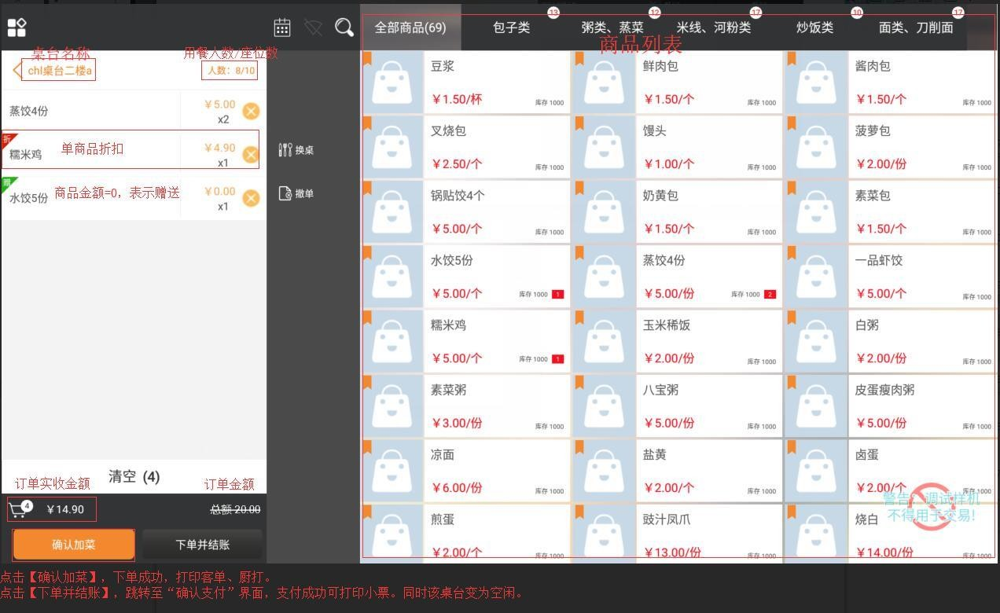 桌台名称
用餐人数/座位数
chl桌台二楼a
人数：8/10
蒸饺4份
￥5.00
x2
折
糯米鸡
单商品折扣
￥4.90
x1
赠
水饺5份
商品金额=0，表示赠送
￥0.00
x1
换桌
撤单
清空 (4)
订单实收金额
订单金额
4
￥14.90
总额 20.00
确认加菜
下单并结账
全部商品(69)
包子类
13
粥类、蒸菜
12
米线、河粉类
17
炒饭类
10
面类、刀削面
17
商品列表
豆浆
￥1.50/杯
库存 1000
鲜肉包
￥1.50/个
库存 1000
酱肉包
￥1.50/个
库存 1000
叉烧包
￥2.50/个
库存 1000
馒头
￥1.00/个
库存 1000
菠萝包
￥2.00/份
库存 1000
锅贴饺4个
￥5.00/个
库存 1000
奶黄包
￥1.50/个
库存 1000
素菜包
￥1.50/个
库存 1000
水饺5份
￥5.00/个
库存 1000
1
蒸饺4份
￥5.00/份
库存 1000
2
一品虾饺
￥5.00/个
库存 1000
糯米鸡
￥5.00/个
库存 1000
1
玉米稀饭
￥2.00/份
库存 1000
白粥
￥2.00/份
库存 1000
素菜粥
￥3.00/份
库存 1000
八宝粥
￥5.00/份
库存 1000
皮蛋瘦肉粥
￥5.00/份
库存 1000
凉面
￥6.00/份
库存 1000
盐黄
￥2.00/个
库存 1000
卤蛋
￥2.00/个
库存 1000
警告：调试样机
不得用于交易!
煎蛋
￥2.00/个
库存 1000
豉汁凤爪
￥13.00/份
库存 1000
烧白
￥14.00/份
库存 1000
点击【确认加菜】，下单成功，打印客单、厨打。
点击【下单并结账】，跳转至“确认支付”界面，支付成功可打印小票。同时该桌台变为空闲。